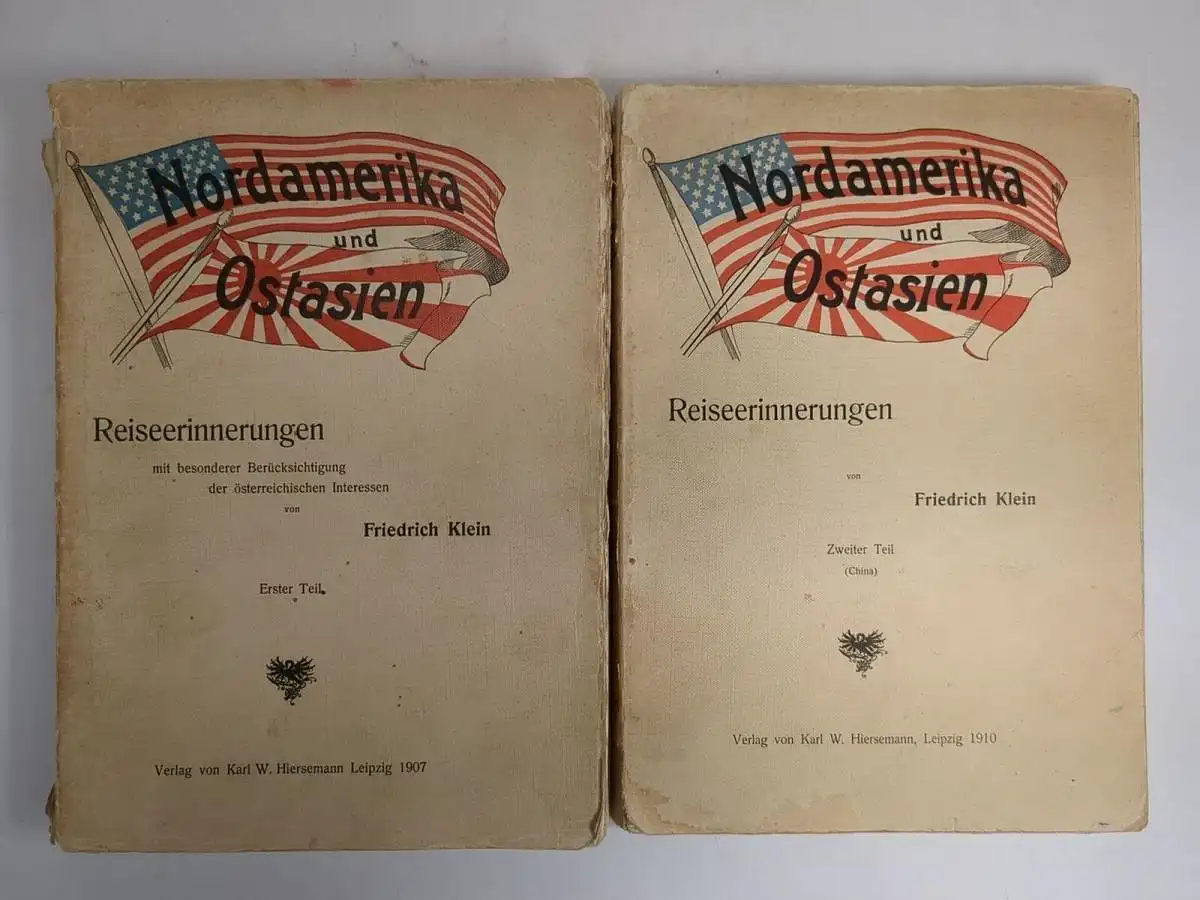 Nordamerika
und
Ostasien
Reiseerinnerungen
mit besonderer Berücksichtigung
der österreichischen Interessen
von
Friedrich Klein
Erster Teil.
Verlag von Karl W. Hiersemann Leipzig 1907
Nordamerika
und
Ostasien
Reiseerinnerungen
von
Friedrich Klein
Zweiter Teil
(China)
Verlag von Karl W. Hiersemann, Leipzig 1910